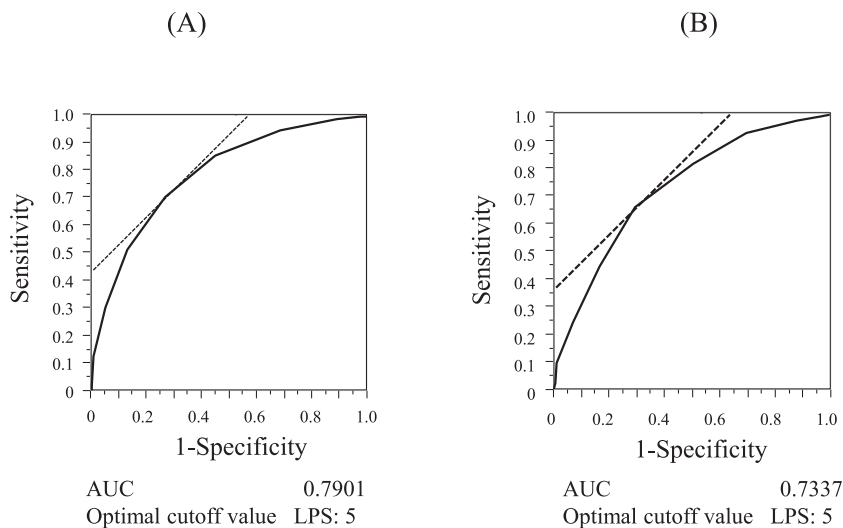 (A)
Sensitivity
1.0
0.9
0.8
0.7
0.6
0.5
0.4
0.3
0.2
0.1
0
0 0.2 0.4 0.6 0.8 1.0
1-Specificity
AUC 0.7901
Optimal cutoff value LPS: 5
(B)
Sensitivity
1.0
0.9
0.8
0.7
0.6
0.5
0.4
0.3
0.2
0.1
0
0 0.2 0.4 0.6 0.8 1.0
1-Specificity
AUC 0.7337
Optimal cutoff value LPS: 5